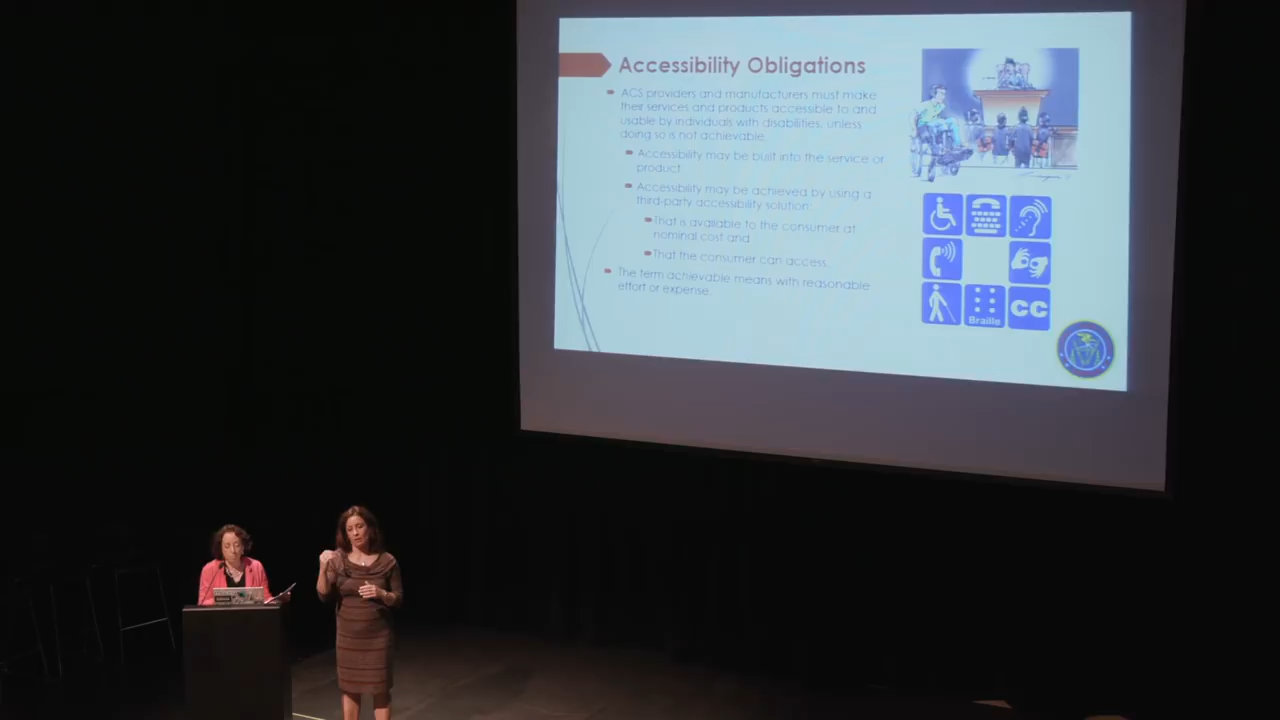 Accessibility Obligations
ACS providers and manufacturers must make
their services and products accessible to and
usable by individuals with disabilities, unless
doing so is not achievable.
Accessibility may be built into the service or
product.
Accessibility may be achieved by using a
third-party accessibility solution:
That is available to the consumer at
nominal cost and
That the consumer can access.
The term achievable means with reasonable
effort or expense.
Braille
CC